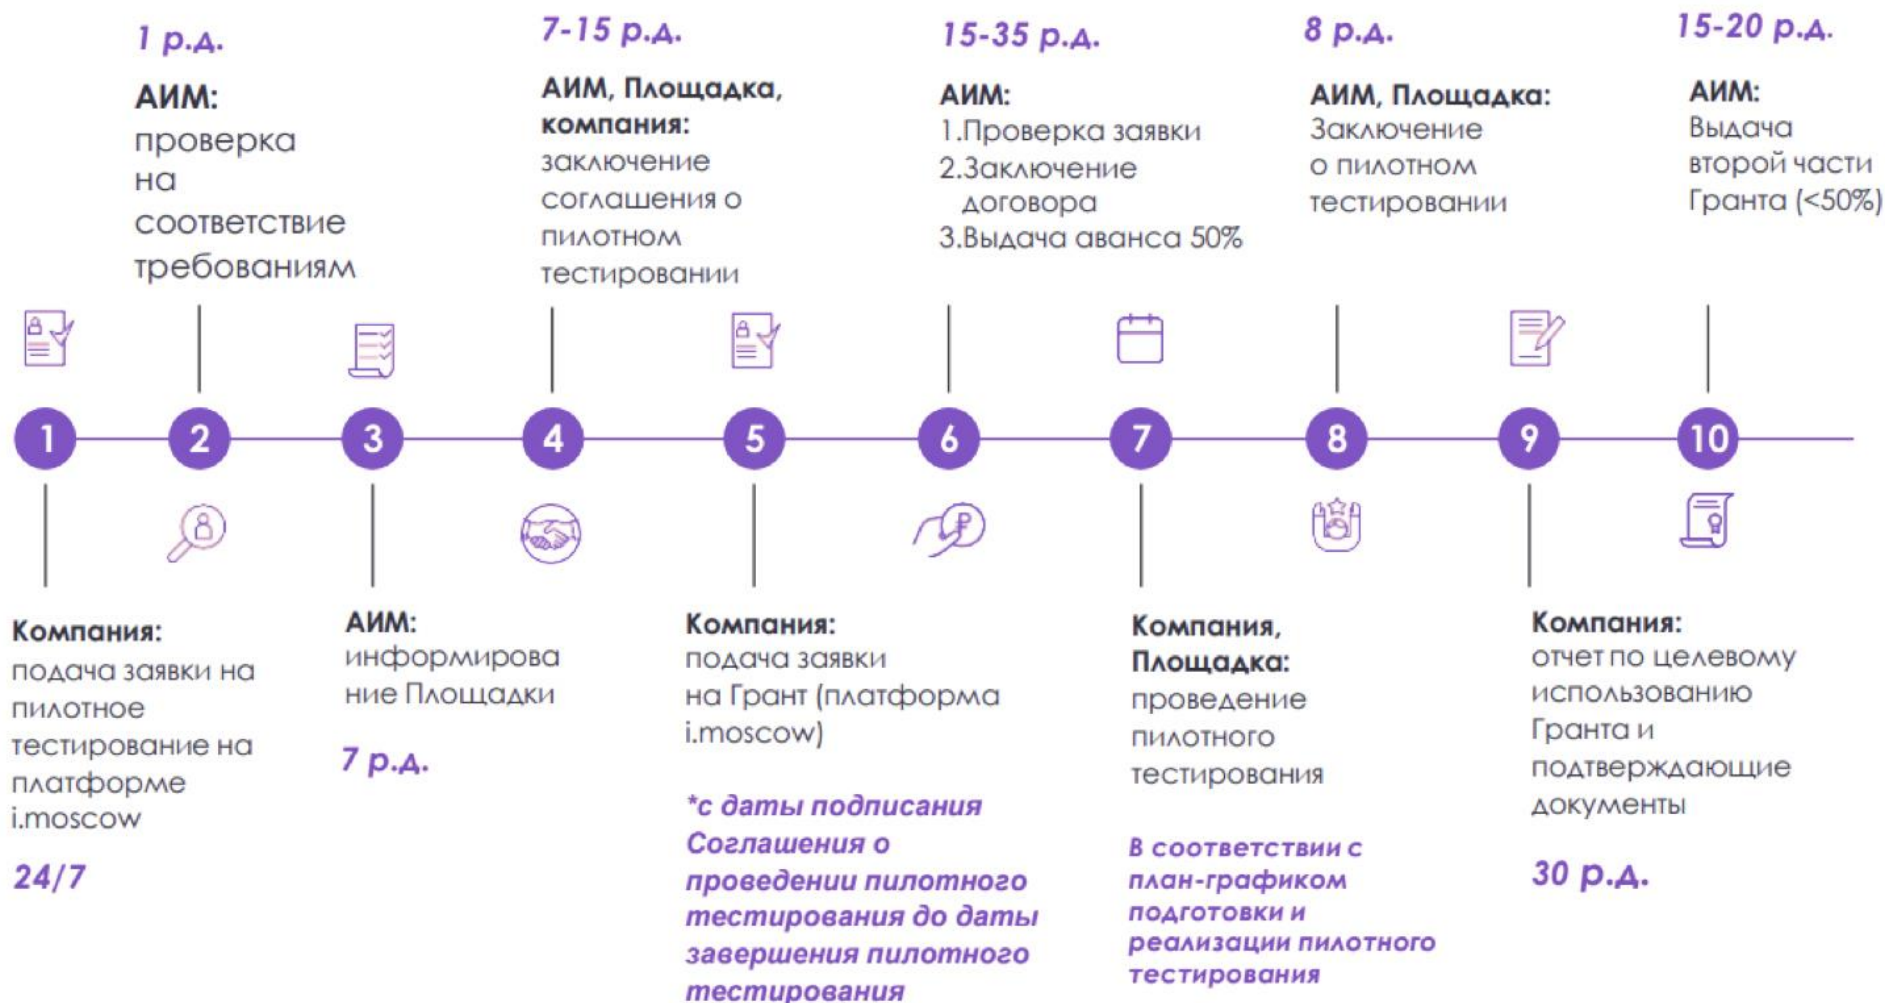 1 р.д.
АИМ:
проверка
на
соответствие
требованиям
7-15 р.д.
АИМ, Площадка,
компания:
заключение
соглашения о
пилотном
тестировании
15-35 р.д.
АИМ:
1.Проверка заявки
2.Заключение
договора
3.Выдача аванса 50%
8 р.д.
АИМ, Площадка:
Заключение
о пилотном
тестировании
15-20 р.д.
АИМ:
Выдача
второй части
Гранта (<50%)
1
2
3
4
5
6
7
8
9
10
Компания:
подача заявки на
пилотное
тестирование на
платформе
i.moscow
24/7
АИМ:
информирова
ние Площадки
7 р.д.
Компания:
подача заявки
на Грант (платформа
i.moscow)
*с даты подписания
Соглашения о
проведении пилотного
тестирования до даты
завершения пилотного
тестирования
Компания,
Площадка:
проведение
пилотного
тестирования
В соответствии с
план-графиком
подготовки и
реализации пилотного
тестирования
Компания:
отчет по целевому
использованию
Гранта и
подтверждающие
документы
30 р.д.